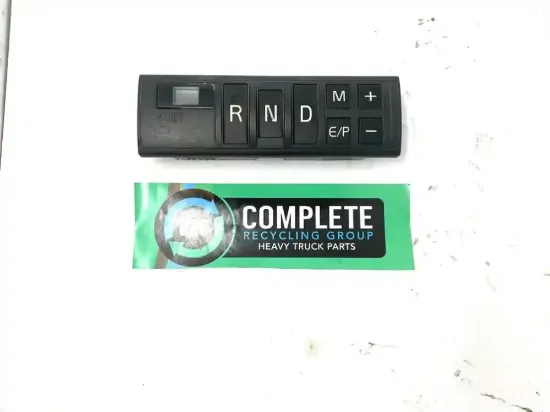 R N D M +
E/P -
COMPLETE
RECYCLING GROUP
HEAVY TRUCK PARTS